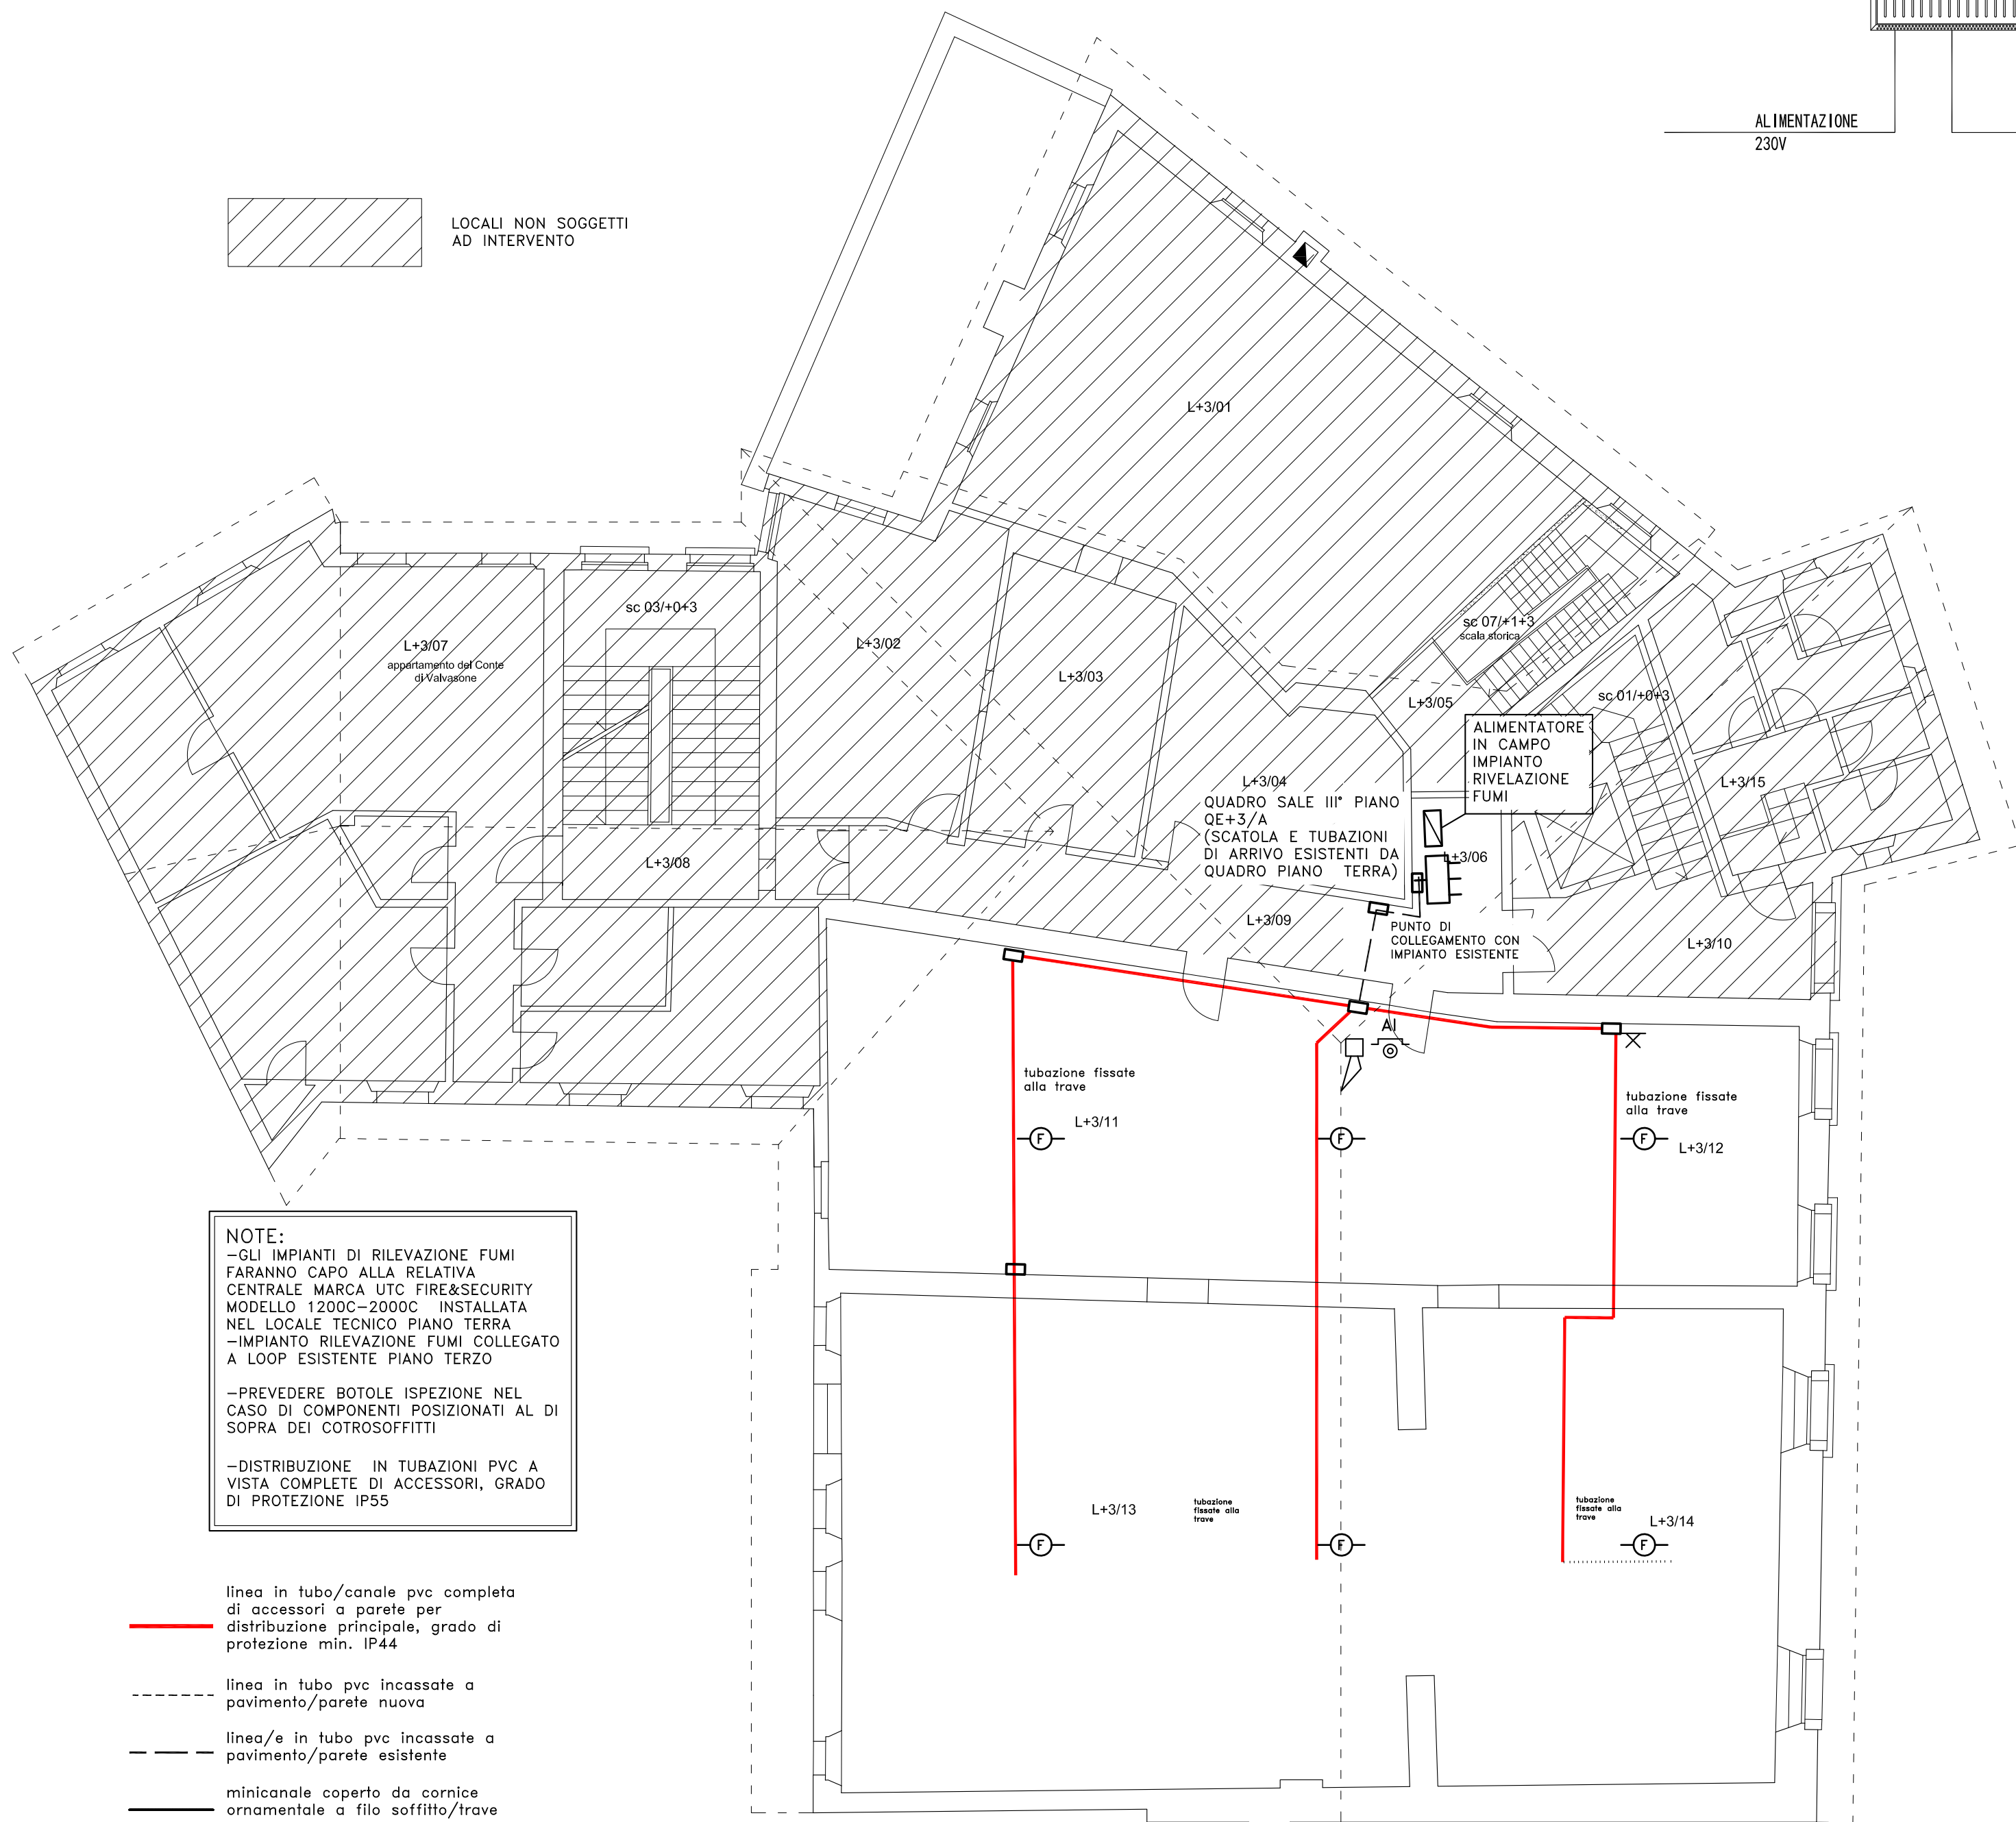 ALIMENTAZIONE
230V
LOCALI NON SOGGETTI
AD INTERVENTO
L+3/01
sc 03/+0+3
L+3/07
appartamento del Conte
di Valvasone
L+3/02
L+3/03
sc 07/+1+3
scala storica
L+3/05
sc 01/+0+3
ALIMENTATORE
IN CAMPO
IMPIANTO
RIVELAZIONE
FUMI
L+3/04
QUADRO SALE III° PIANO
QE+3/A
(SCATOLA E TUBAZIONI
DI ARRIVO ESISTENTI DA
QUADRO PIANO TERRA)
L+3/15
L+3/08
L+3/06
L+3/09
PUNTO DI
COLLEGAMENTO CON
IMPIANTO ESISTENTE
L+3/10
AI
tubazione fissate
alla trave
L+3/11
F
F
tubazione fissate
alla trave
F
L+3/12
NOTE:
-GLI IMPIANTI DI RILEVAZIONE FUMI
FARANNO CAPO ALLA RELATIVA
CENTRALE MARCA UTC FIRE&SECURITY
MODELLO 1200C-2000C INSTALLATA
NEL LOCALE TECNICO PIANO TERRA
-IMPIANTO RILEVAZIONE FUMI COLLEGATO
A LOOP ESISTENTE PIANO TERZO
-PREVEDERE BOTOLE ISPEZIONE NEL
CASO DI COMPONENTI POSIZIONATI AL DI
SOPRA DEI COTROSOFFITTI
-DISTRIBUZIONE IN TUBAZIONI PVC A
VISTA COMPLETE DI ACCESSORI, GRADO
DI PROTEZIONE IP55
L+3/13
tubazione
fissate alla
trave
tubazione
fissate alla
trave
L+3/14
F
F
F
linea in tubo/canale pvc completa
di accessori a parete per
distribuzione principale, grado di
protezione min. IP44
linea in tubo pvc incassate a
pavimento/parete nuova
linea/e in tubo pvc incassate a
pavimento/parete esistente
minicanale coperto da cornice
ornamentale a filo soffitto/trave